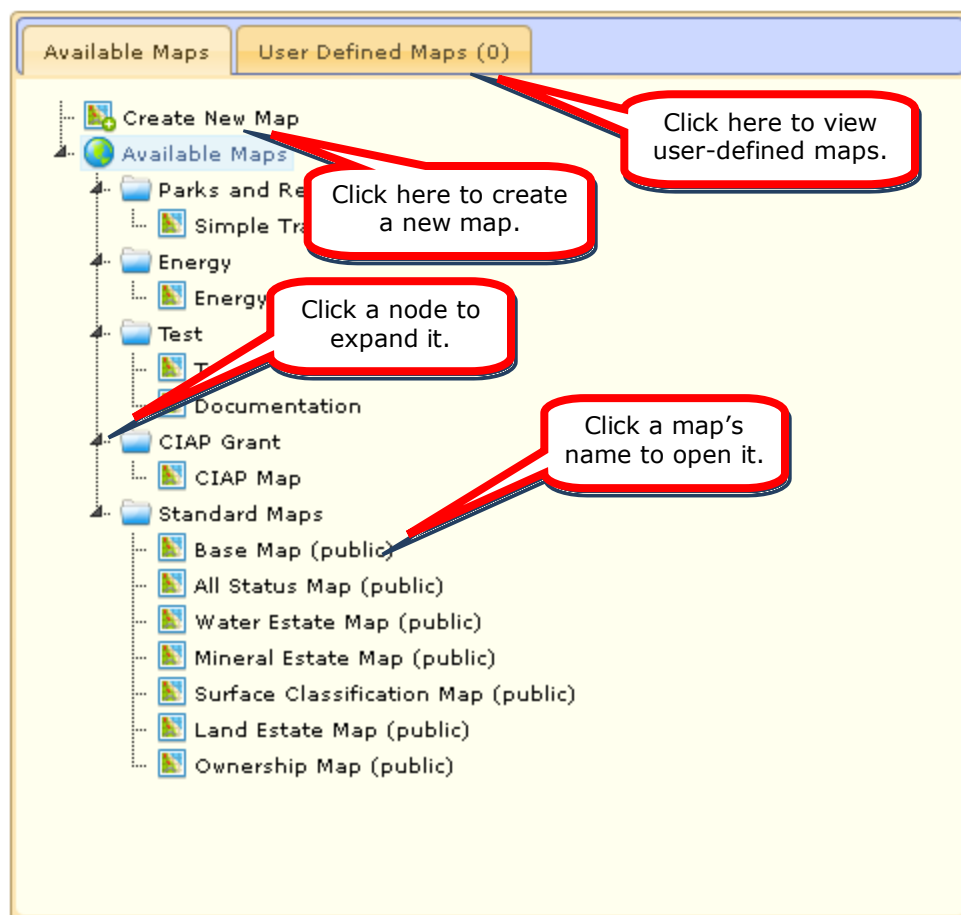 Available Maps
User Defined Maps (0)
Create New Map
Click here to view
user-defined maps.
Available Maps
Parks and
Click here to create
a new map.
Simple
Energy
Energy
Click a node to
expand it.
Test
Documentation
Click a map's
name to open it.
CIAP Grant
CIAP Map
Standard Maps
Base Map (public)
All Status Map (public)
Water Estate Map (public)
Mineral Estate Map (public)
Surface Classification Map (public)
Land Estate Map (public)
Ownership Map (public)